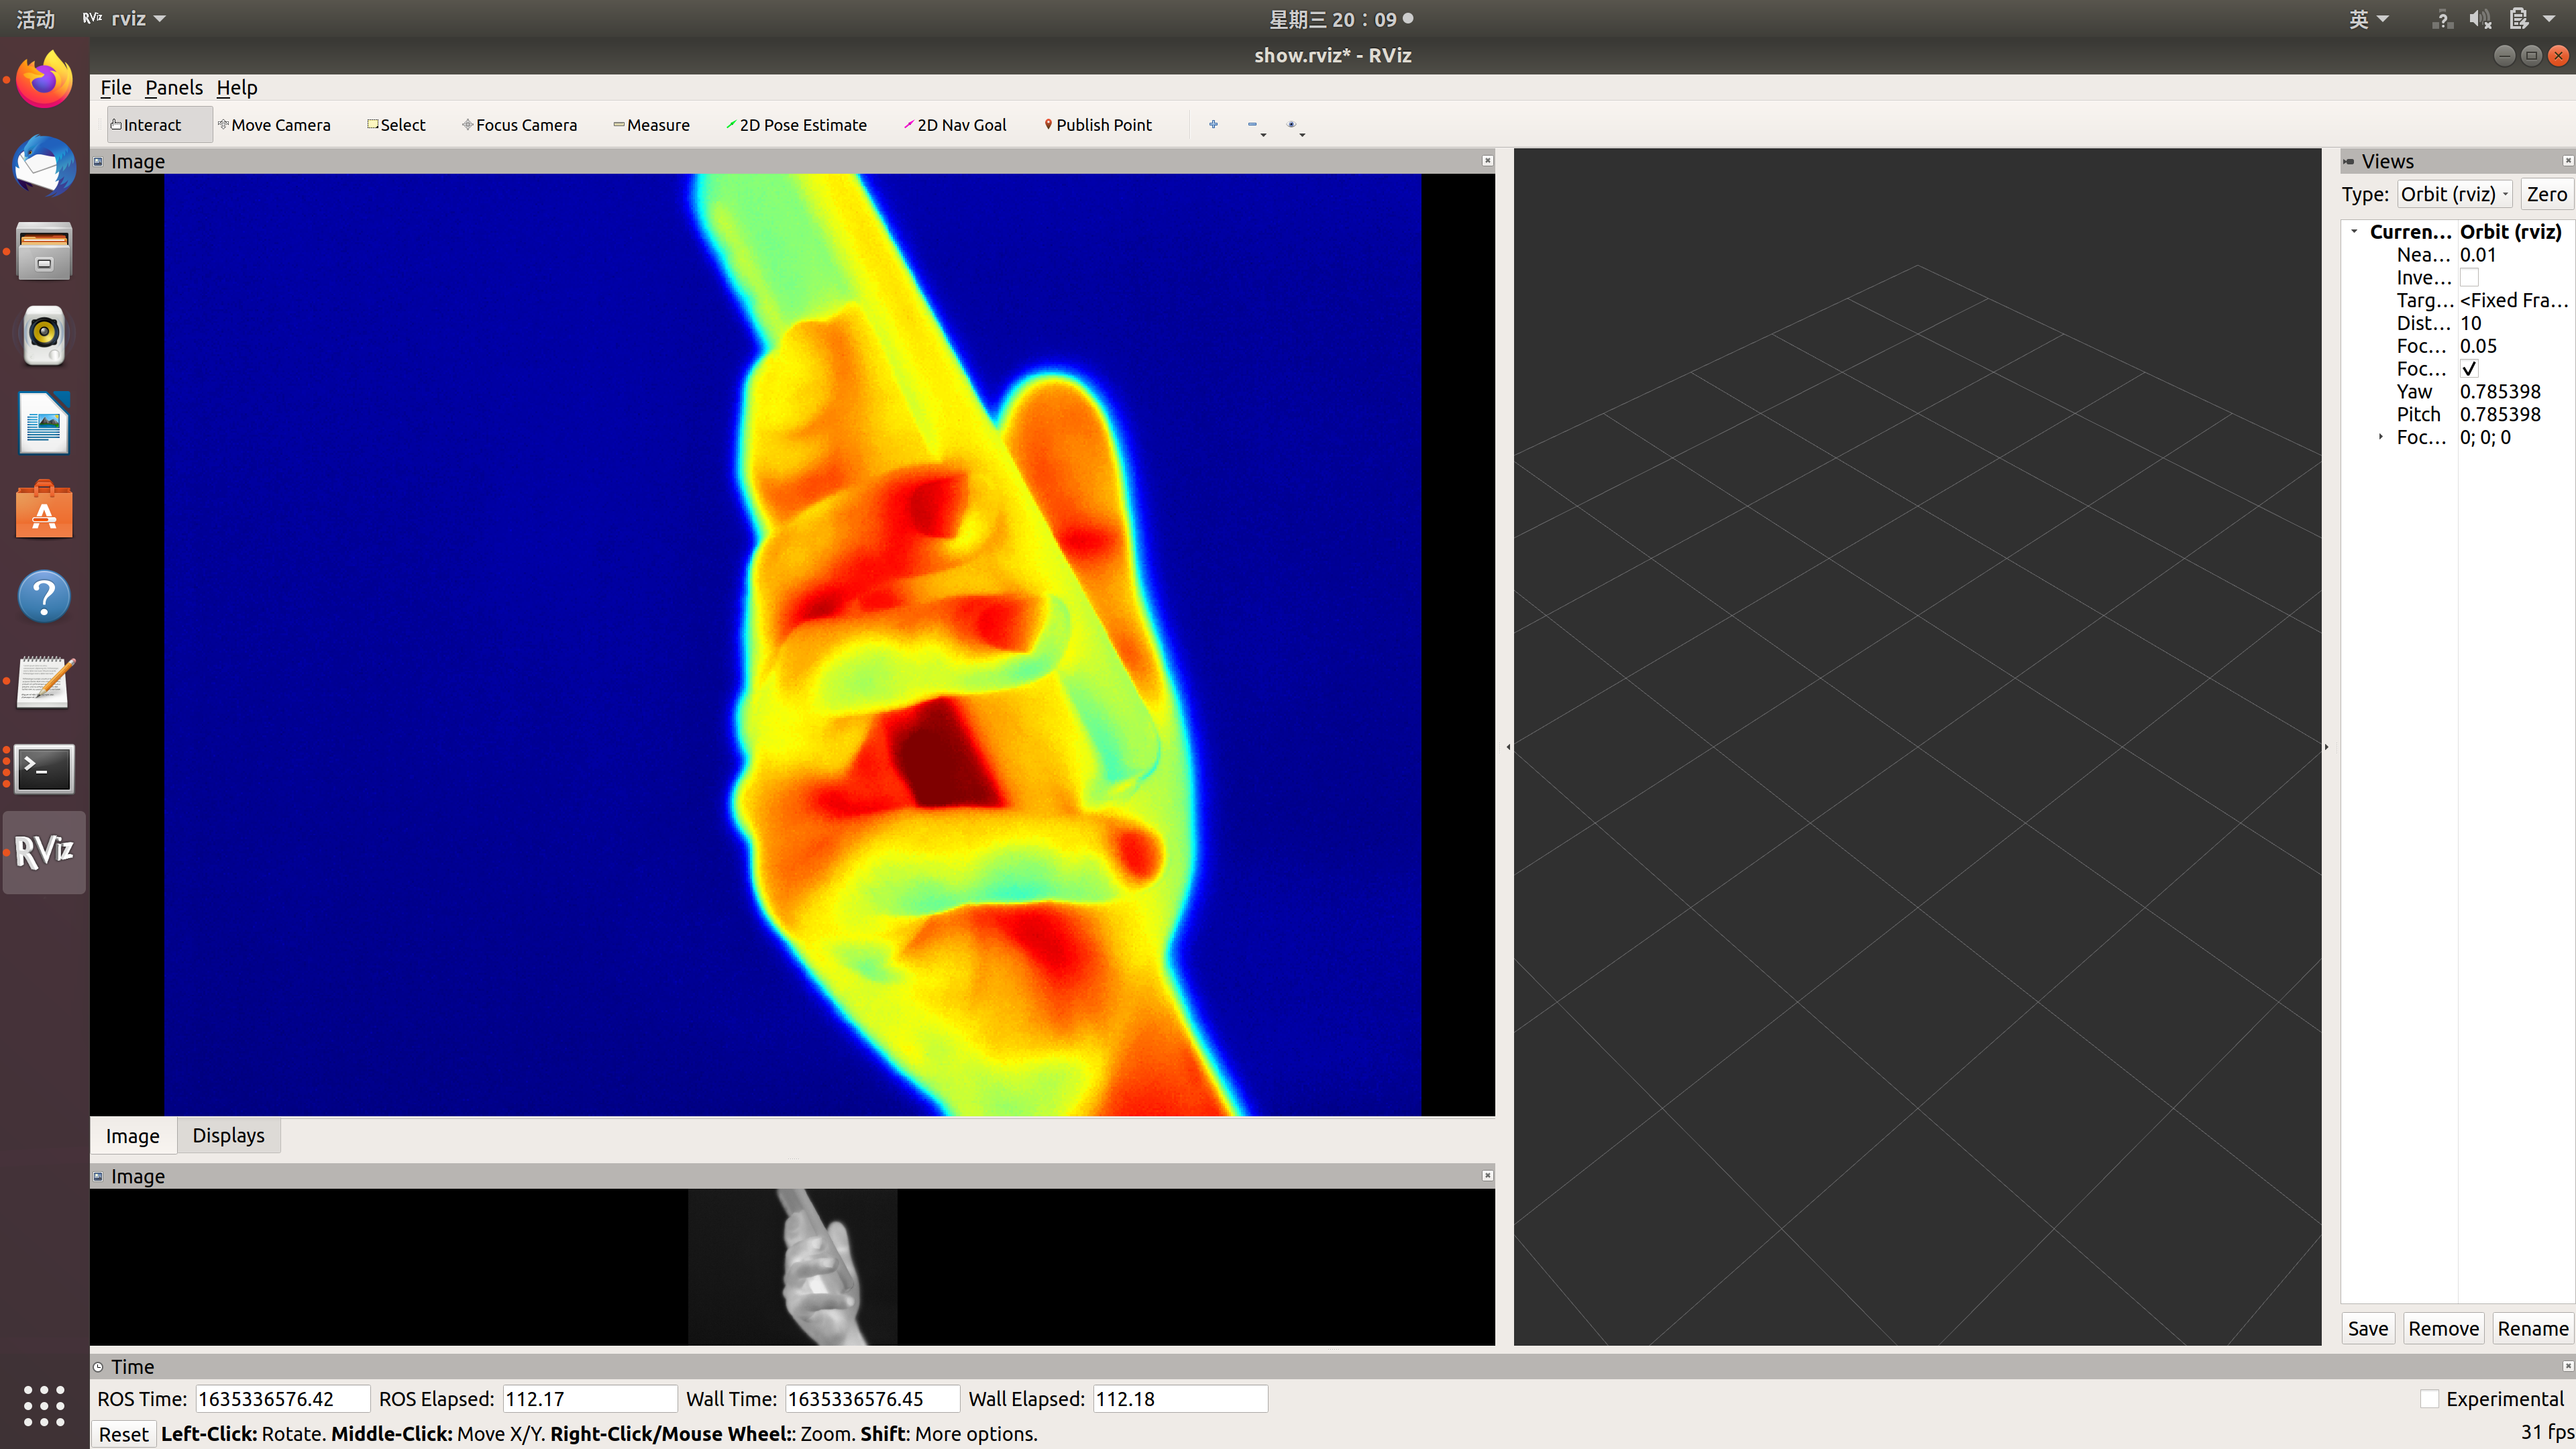 活动 RViz rviz 星期三 20：09 英 ?
show.rviz* - RViz
File Panels Help
Interact Move Camera Select Focus Camera Measure 2D Pose Estimate 2D Nav Goal Publish Point
Image
Views
Type: Orbit (rviz) Zero
Curren... Orbit (rviz)
Nea... 0.01
Inve...
Targ... <Fixed Fra...
Dist... 10
Foc... 0.05
Foc...
Yaw 0.785398
Pitch 0.785398
Foc... 0; 0; 0
RViz
Image Displays
Image
Save Remove Rename
Time
ROS Time: 1635336576.42 ROS Elapsed: 112.17 Wall Time: 1635336576.45 Wall Elapsed: 112.18 Experimental
Reset Left-Click: Rotate. Middle-Click: Move X/Y. Right-Click/Mouse Wheel:: Zoom. Shift: More options. 31 fps